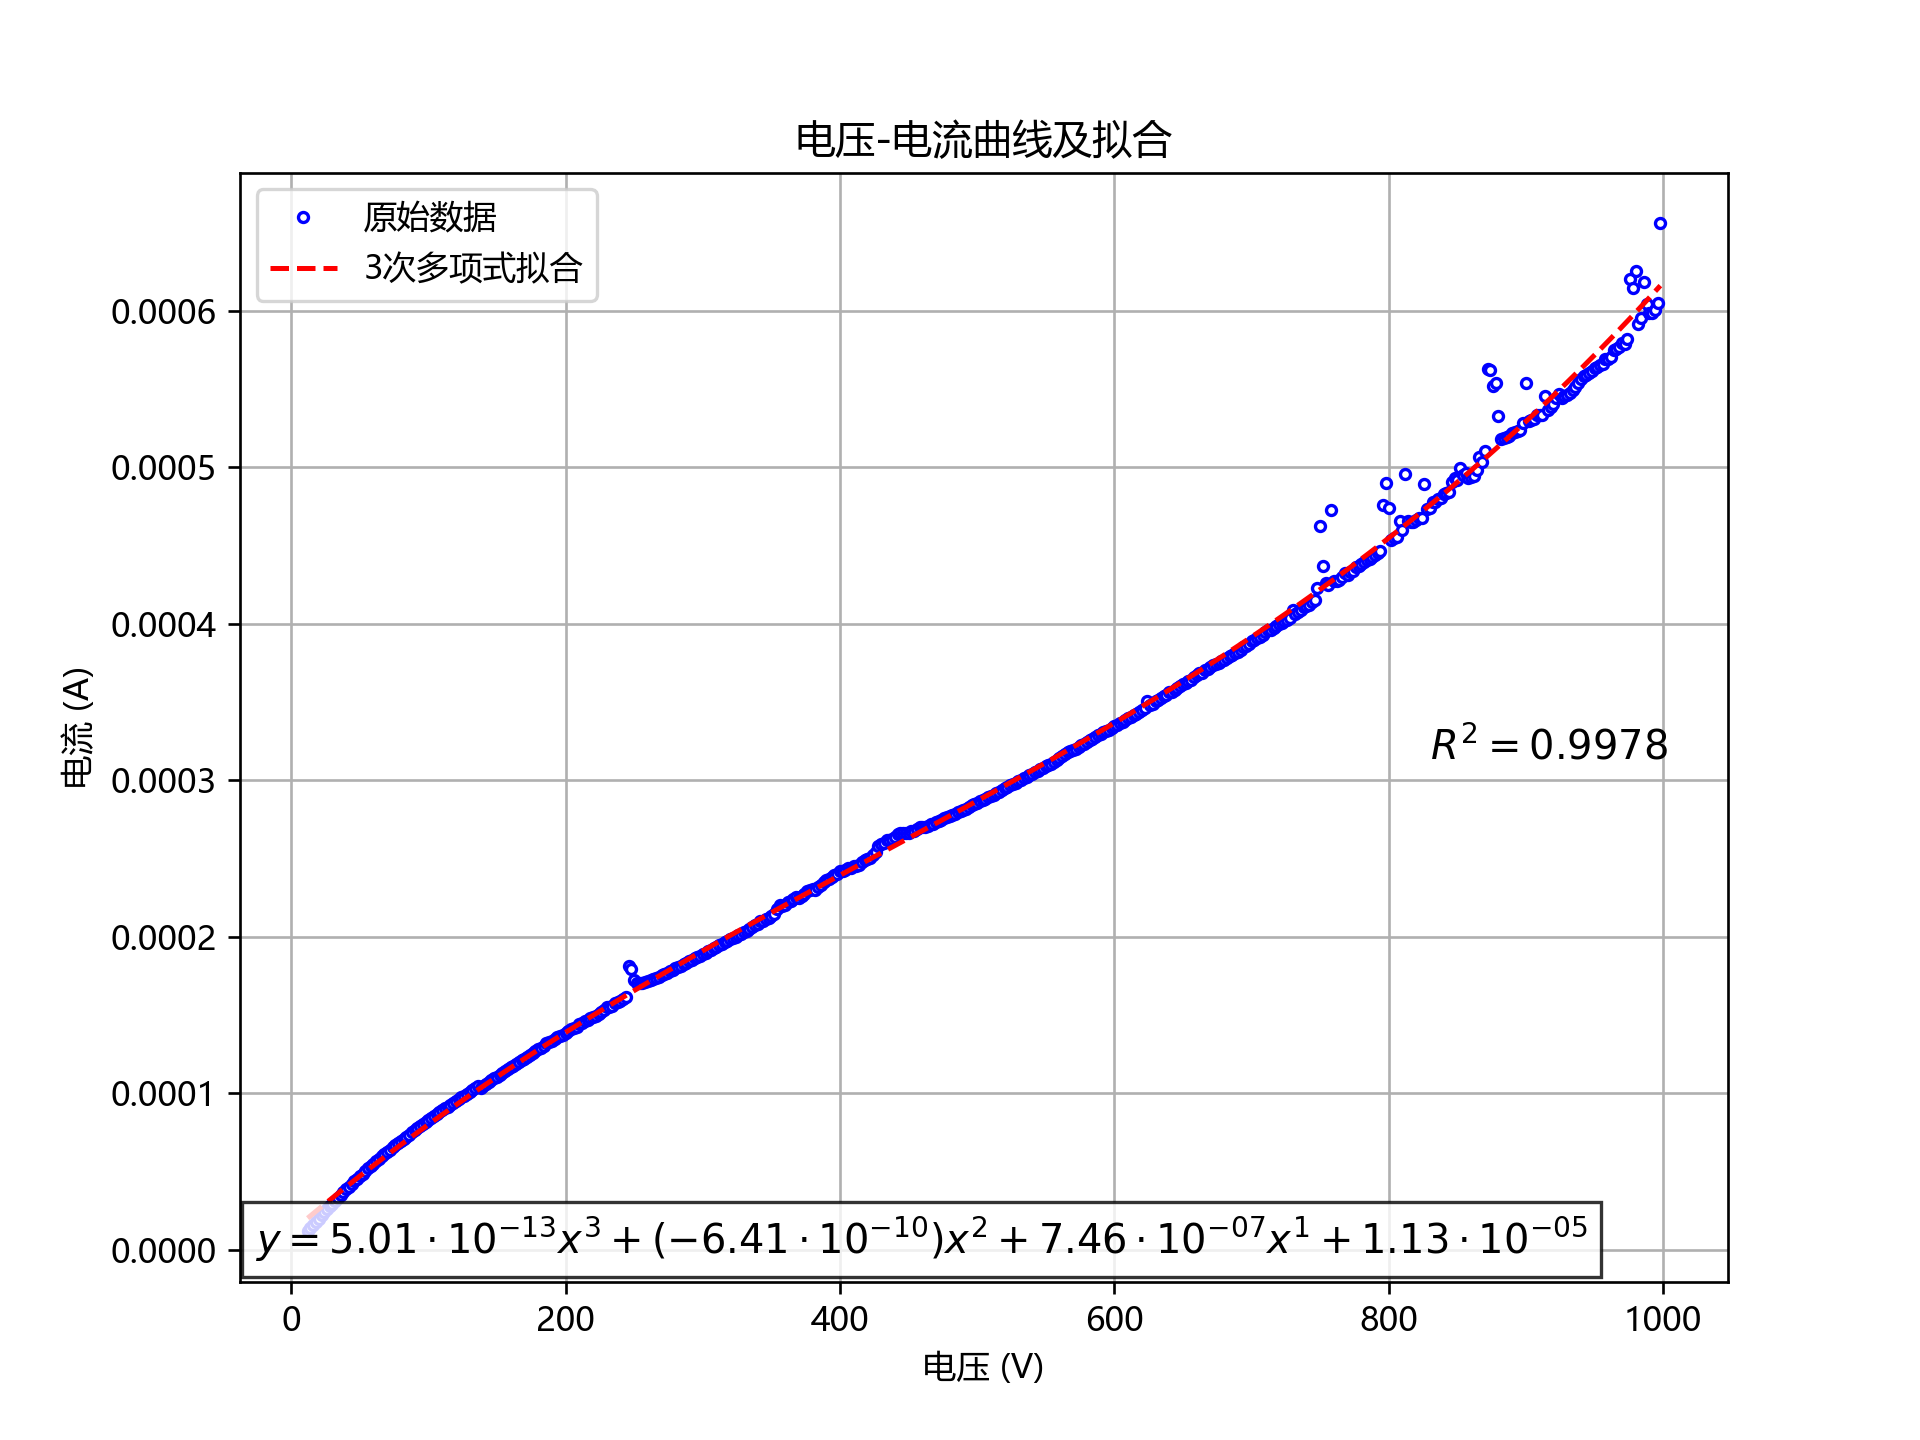 电压-电流曲线及拟合
原始数据
3次多项式拟合
0.0006
0.0005
0.0004
0.0003
0.0002
0.0001
0.0000
电流 (A)
R² = 0.9978
y = 5.01 · 10⁻¹³x³ + (−6.41 · 10⁻¹⁰)x² + 7.46 · 10⁻⁰⁷x¹ + 1.13 · 10⁻⁰⁵
0 200 400 600 800 1000
电压 (V)